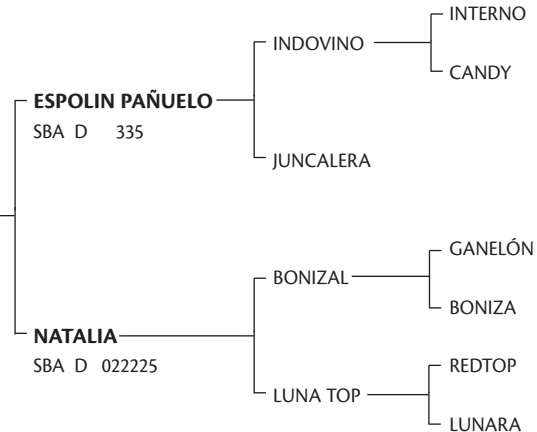 INTERNO
INDOVINO
CANDY
ESPOLIN PAÑUELO
SBA D 335
JUNCALERA
GANELÓN
BONIZAL
BONIZA
NATALIA
SBA D 022225
REDTOP
LUNA TOP
LUNARA